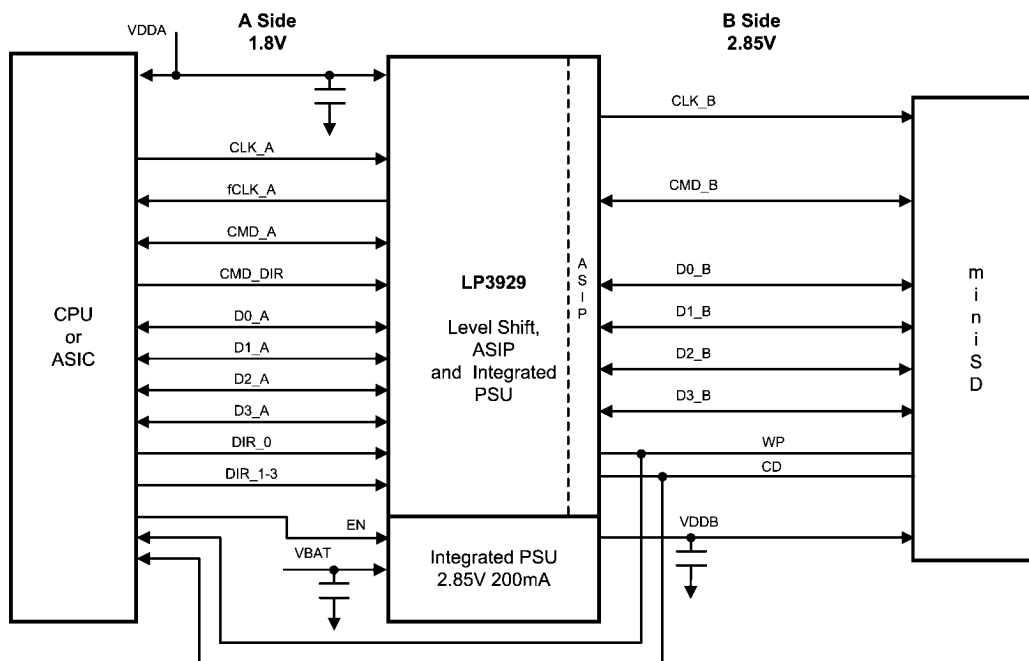 VDDA
A Side
1.8V
B Side
2.85V
CLK_A
fCLK_A
CMD_A
CMD_DIR
D0_A
D1_A
D2_A
D3_A
DIR_0
DIR_1-3
EN
VBAT
CPU
or
ASIC
LP3929
Level Shift,
ASIP
and Integrated
PSU
ASIP
Integrated PSU
2.85V 200mA
CLK_B
CMD_B
D0_B
D1_B
D2_B
D3_B
WP
CD
VDDB
miniSD